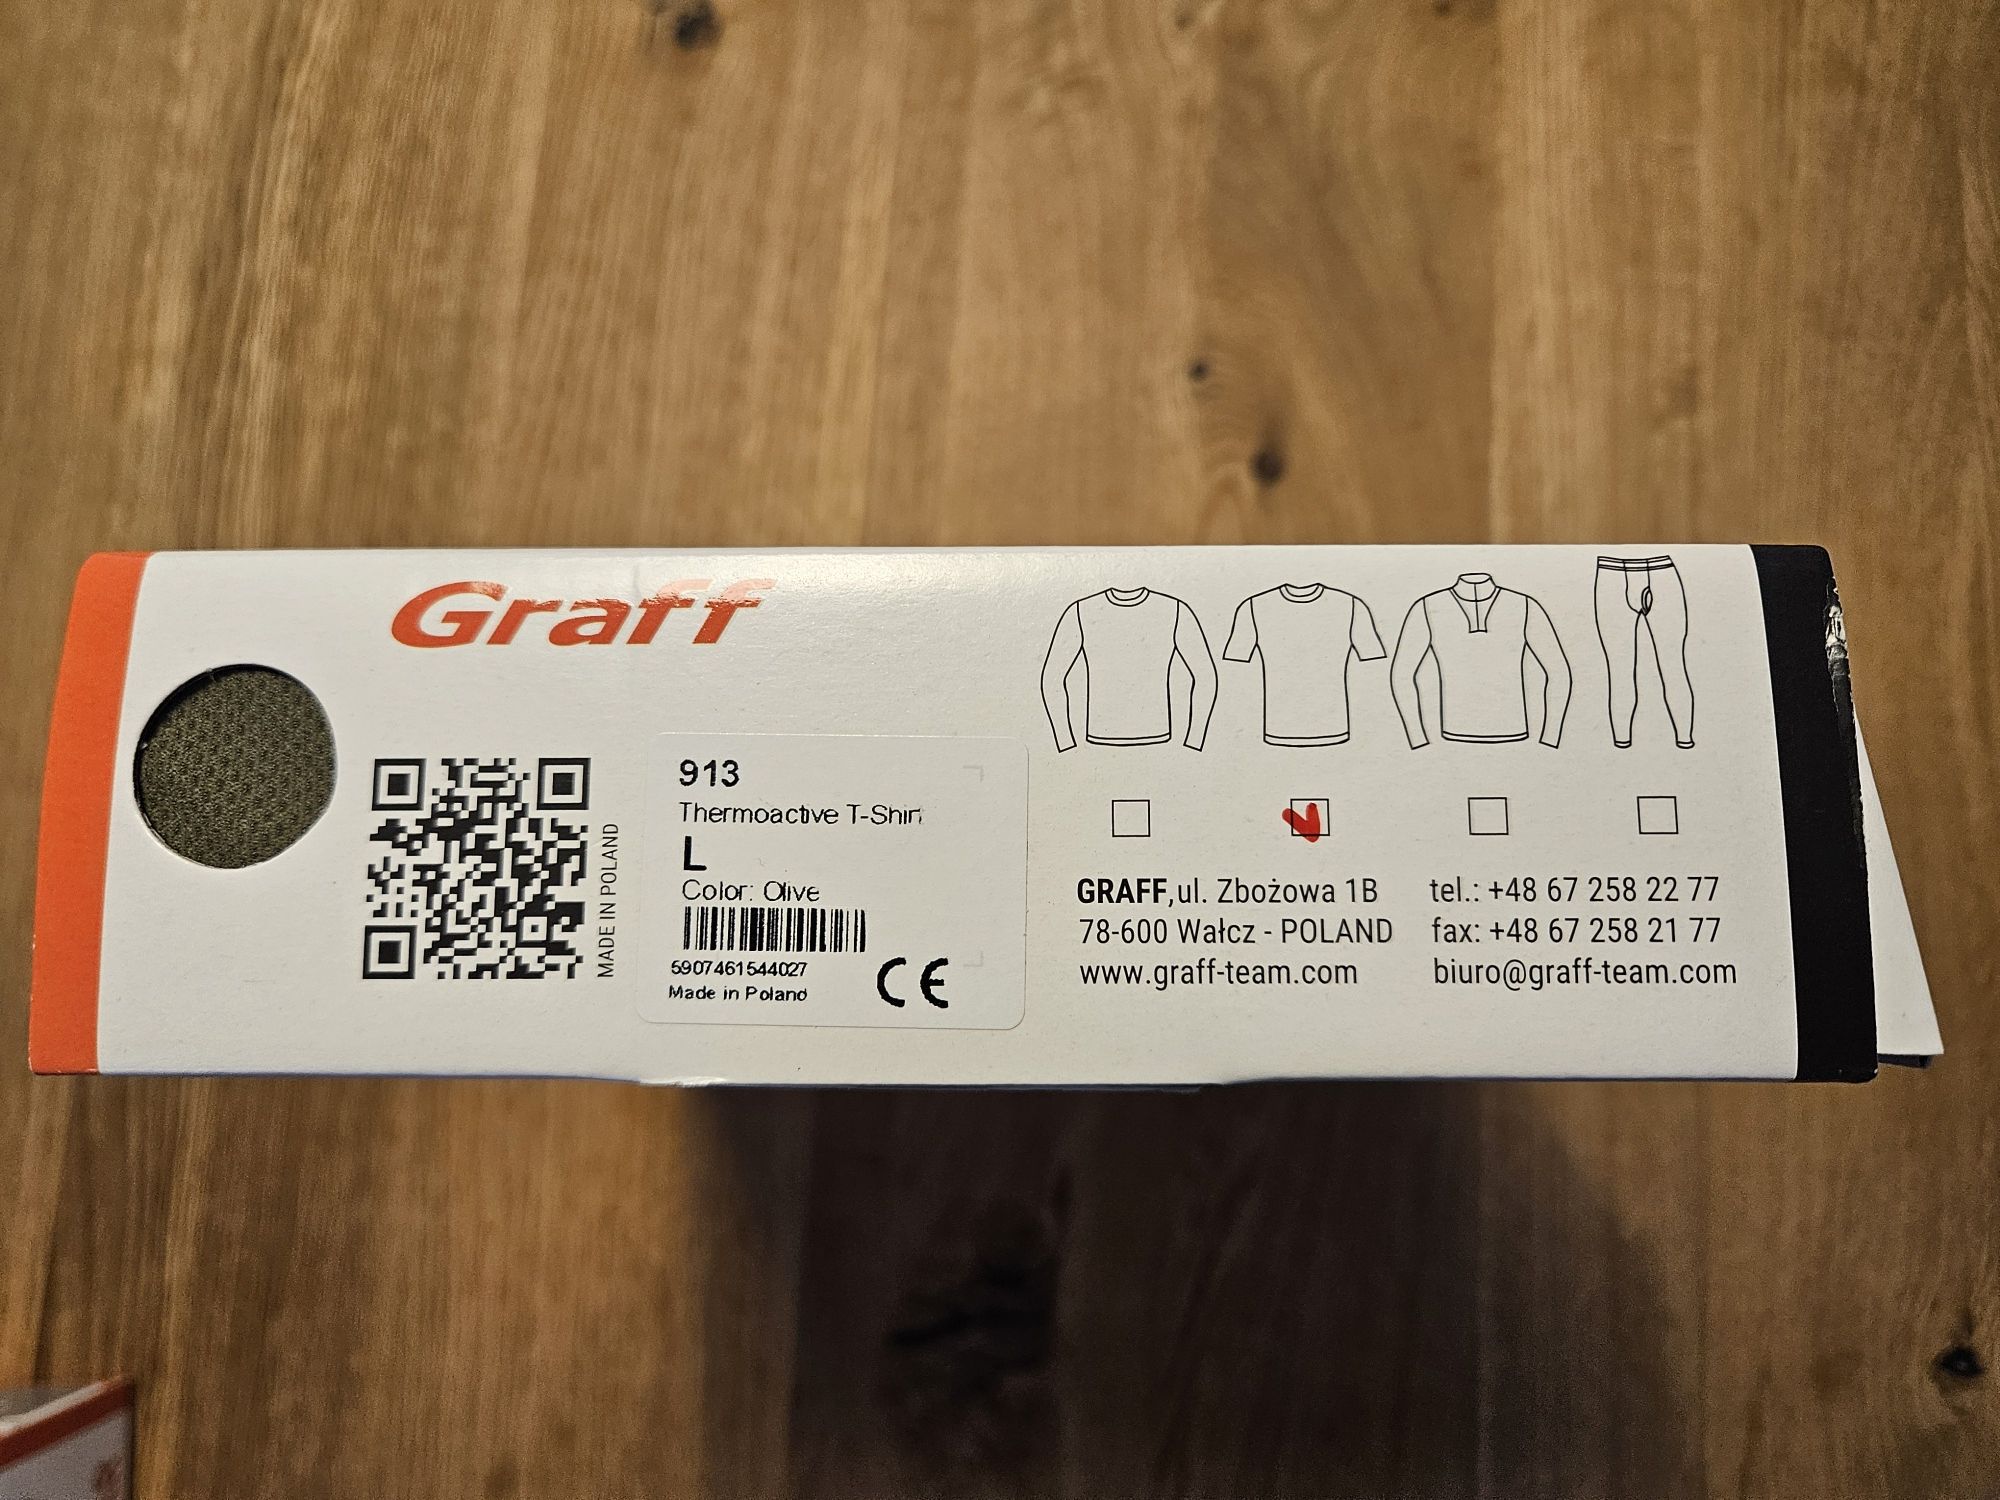 Graff
MADE IN POLAND
913
Thermoactive T-Shirt
L
Color: Olive
5907461544027
Made in Poland
CE
GRAFF,ul. Zbożowa 1B
78-600 Wałcz - POLAND
www.graff-team.com
tel.: +48 67 258 22 77
fax: +48 67 258 21 77
biuro@graff-team.com